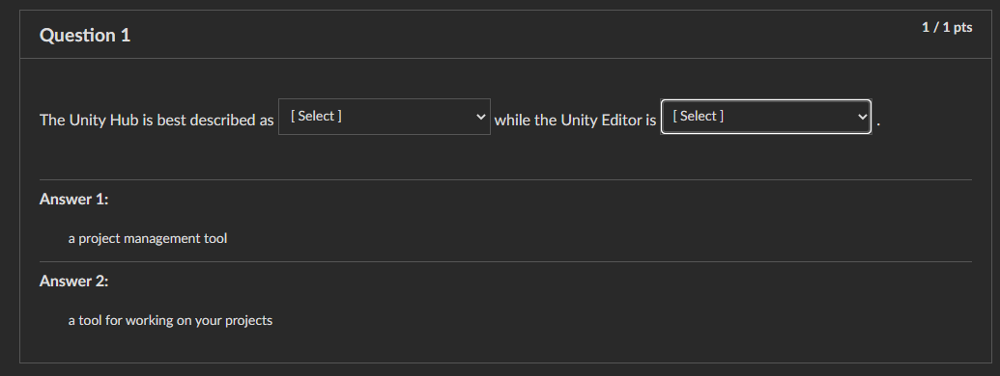 Question 1
1 / 1 pts
The Unity Hub is best described as [ Select ] while the Unity Editor is [ Select ] .
Answer 1:
a project management tool
Answer 2:
a tool for working on your projects